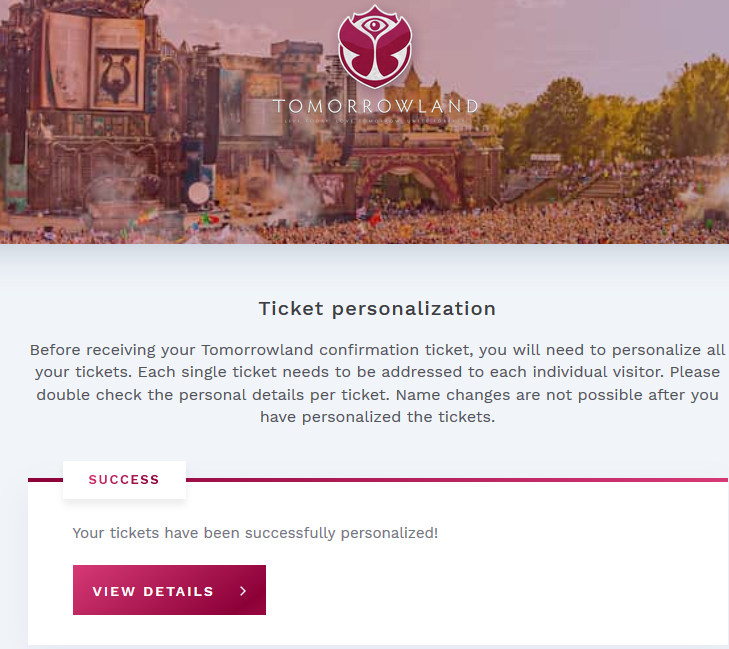 TOMORROWLAND
Ticket personalization
Before receiving your Tomorrowland confirmation ticket, you will need to personalize all
your tickets. Each single ticket needs to be addressed to each individual visitor. Please
double check the personal details per ticket. Name changes are not possible after you
have personalized the tickets.
SUCCESS
Your tickets have been successfully personalized!
VIEW DETAILS